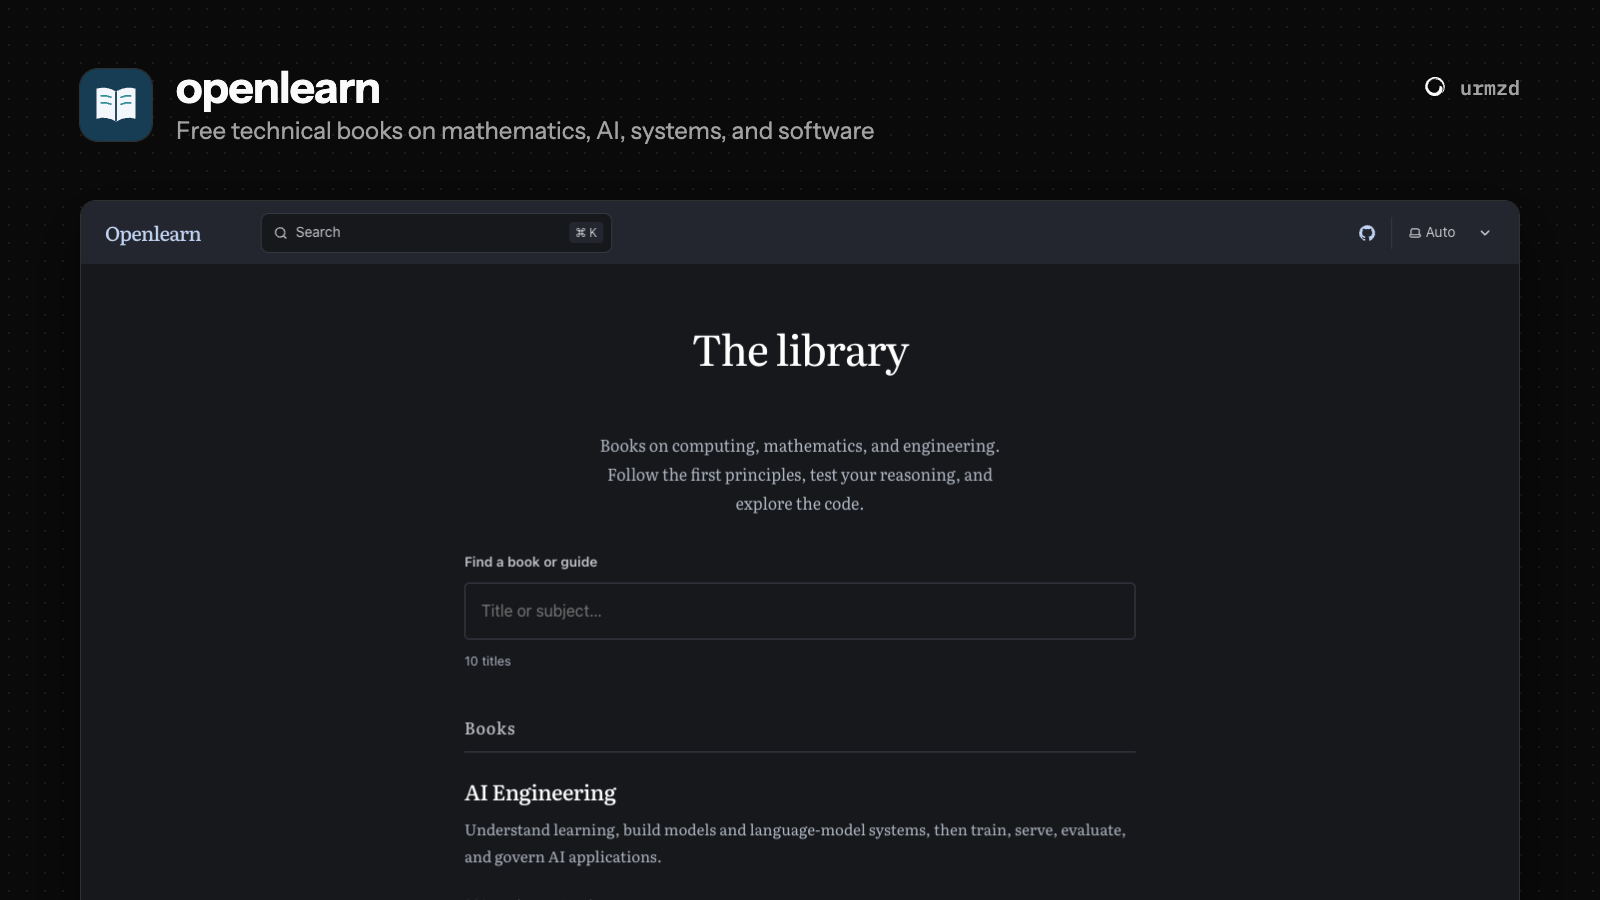 openlearn
Free technical books on mathematics, AI, systems, and software
urmzd
Openlearn
Search
⌘ K
Auto
The library
Books on computing, mathematics, and engineering.
Follow the first principles, test your reasoning, and
explore the code.
Find a book or guide
Title or subject...
10 titles
Books
AI Engineering
Understand learning, build models and language-model systems, then train, serve, evaluate,
and govern AI applications.